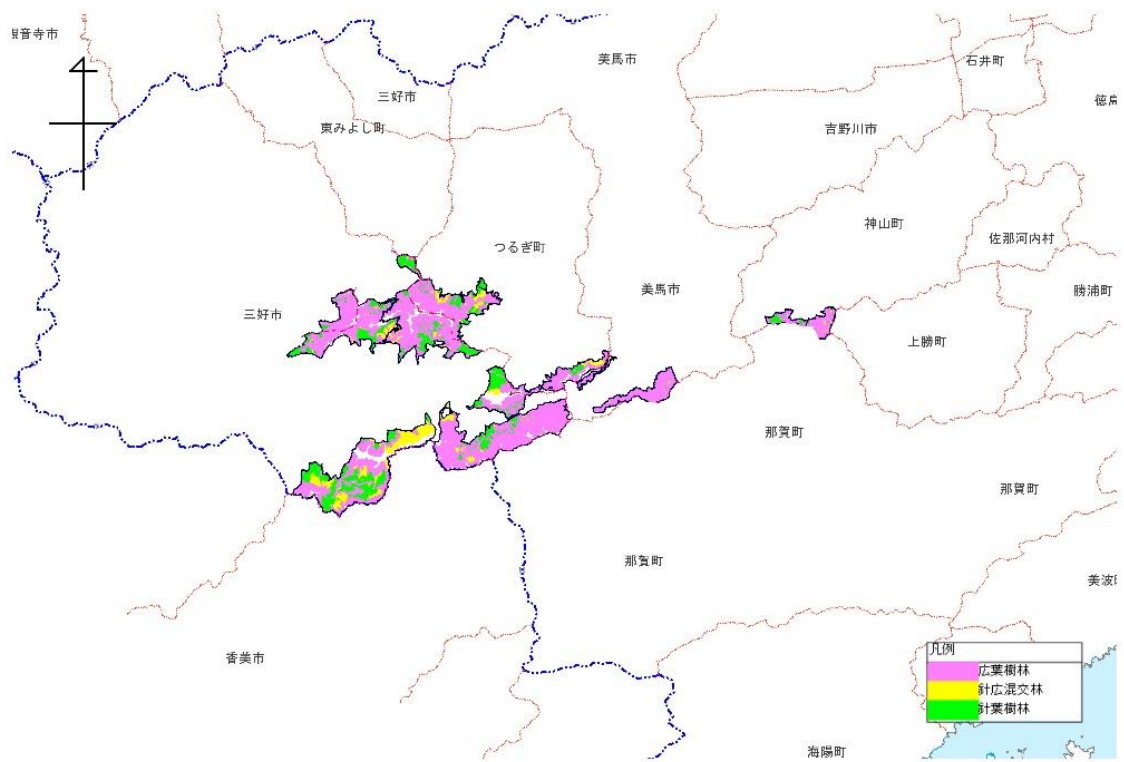 観音寺市
美馬市
石井町
三好市
徳島
東みよし町
吉野川市
神山町
佐那河内村
つるぎ町
美馬市
勝浦町
三好市
上勝町
那賀町
那賀町
那賀町
美波町
香美市
凡例
広葉樹林
針広混交林
針葉樹林
海陽町